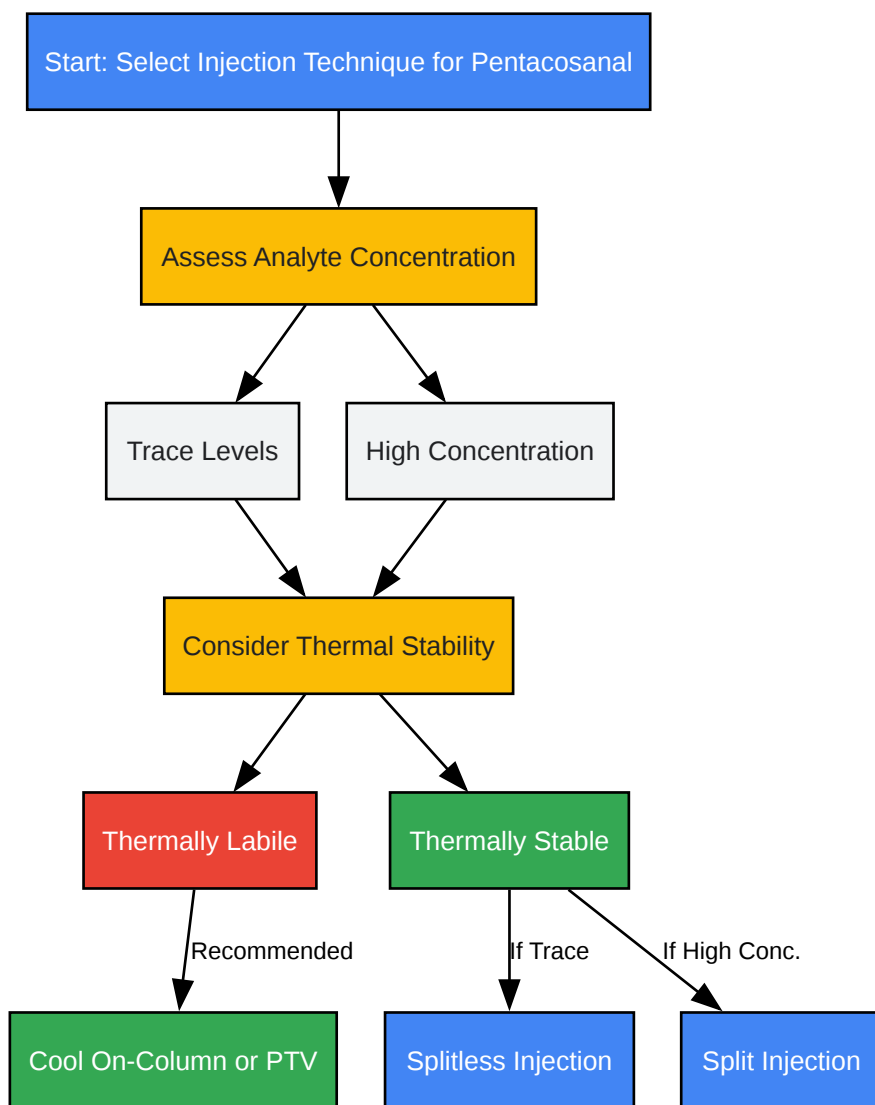 Start: Select Injection Technique for Pentacosanal
Assess Analyte Concentration
Trace Levels
High Concentration
Consider Thermal Stability
Thermally Labile
Thermally Stable
Recommended
If Trace
If High Conc.
Cool On-Column or PTV
Splitless Injection
Split Injection